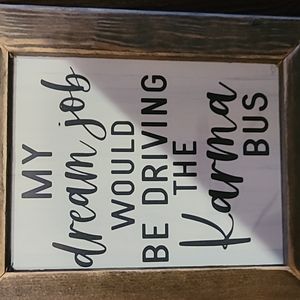 MY
dream job
WOULD
BE DRIVING
THE
Karma
BUS